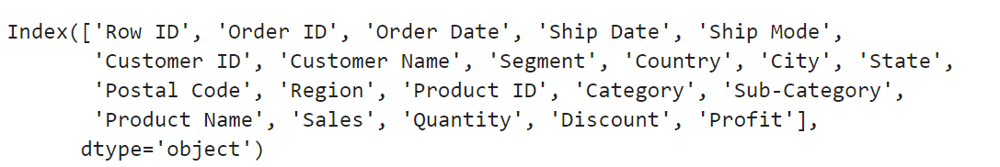 Index(['Row ID', 'Order ID', 'Order Date', 'Ship Date', 'Ship Mode',
'Customer ID', 'Customer Name', 'Segment', 'Country', 'City', 'State',
'Postal Code', 'Region', 'Product ID', 'Category', 'Sub-Category',
'Product Name', 'Sales', 'Quantity', 'Discount', 'Profit'],
dtype='object')